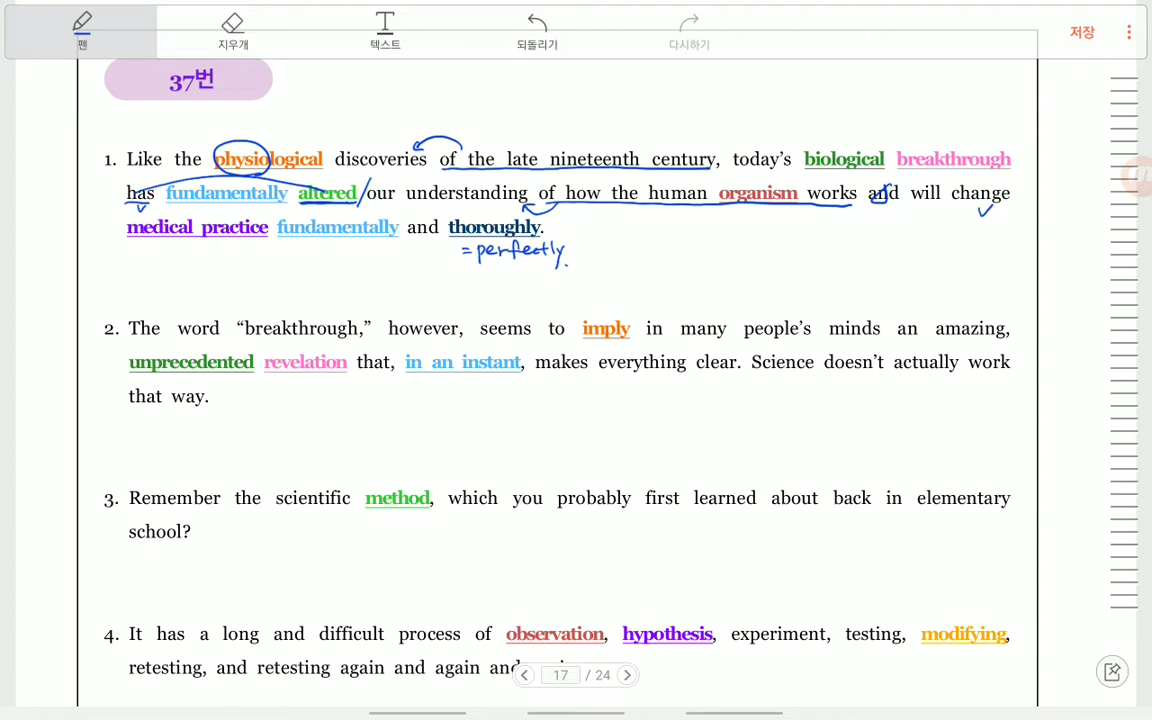 펜 지우개 텍스트 되돌리기 다시하기 저장
37번
1. Like the physiological discoveries of the late nineteenth century, today's biological breakthrough
has fundamentally altered / our understanding of how the human organism works and will change
medical practice fundamentally and thoroughly.
= perfectly.
2. The word “breakthrough,” however, seems to imply in many people's minds an amazing,
unprecedented revelation that, in an instant, makes everything clear. Science doesn't actually work
that way.
3. Remember the scientific method, which you probably first learned about back in elementary
school?
4. It has a long and difficult process of observation, hypothesis, experiment, testing, modifying,
retesting, and retesting again and again and
17 / 24